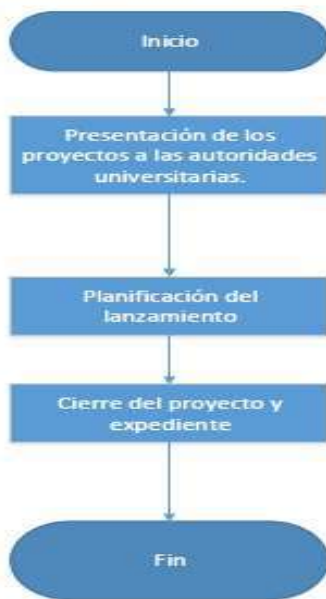 Inicio
Presentación de los
proyectos a las autoridades
universitarias.
Planificación del
lanzamiento
Cierre del proyecto y
expediente
Fin